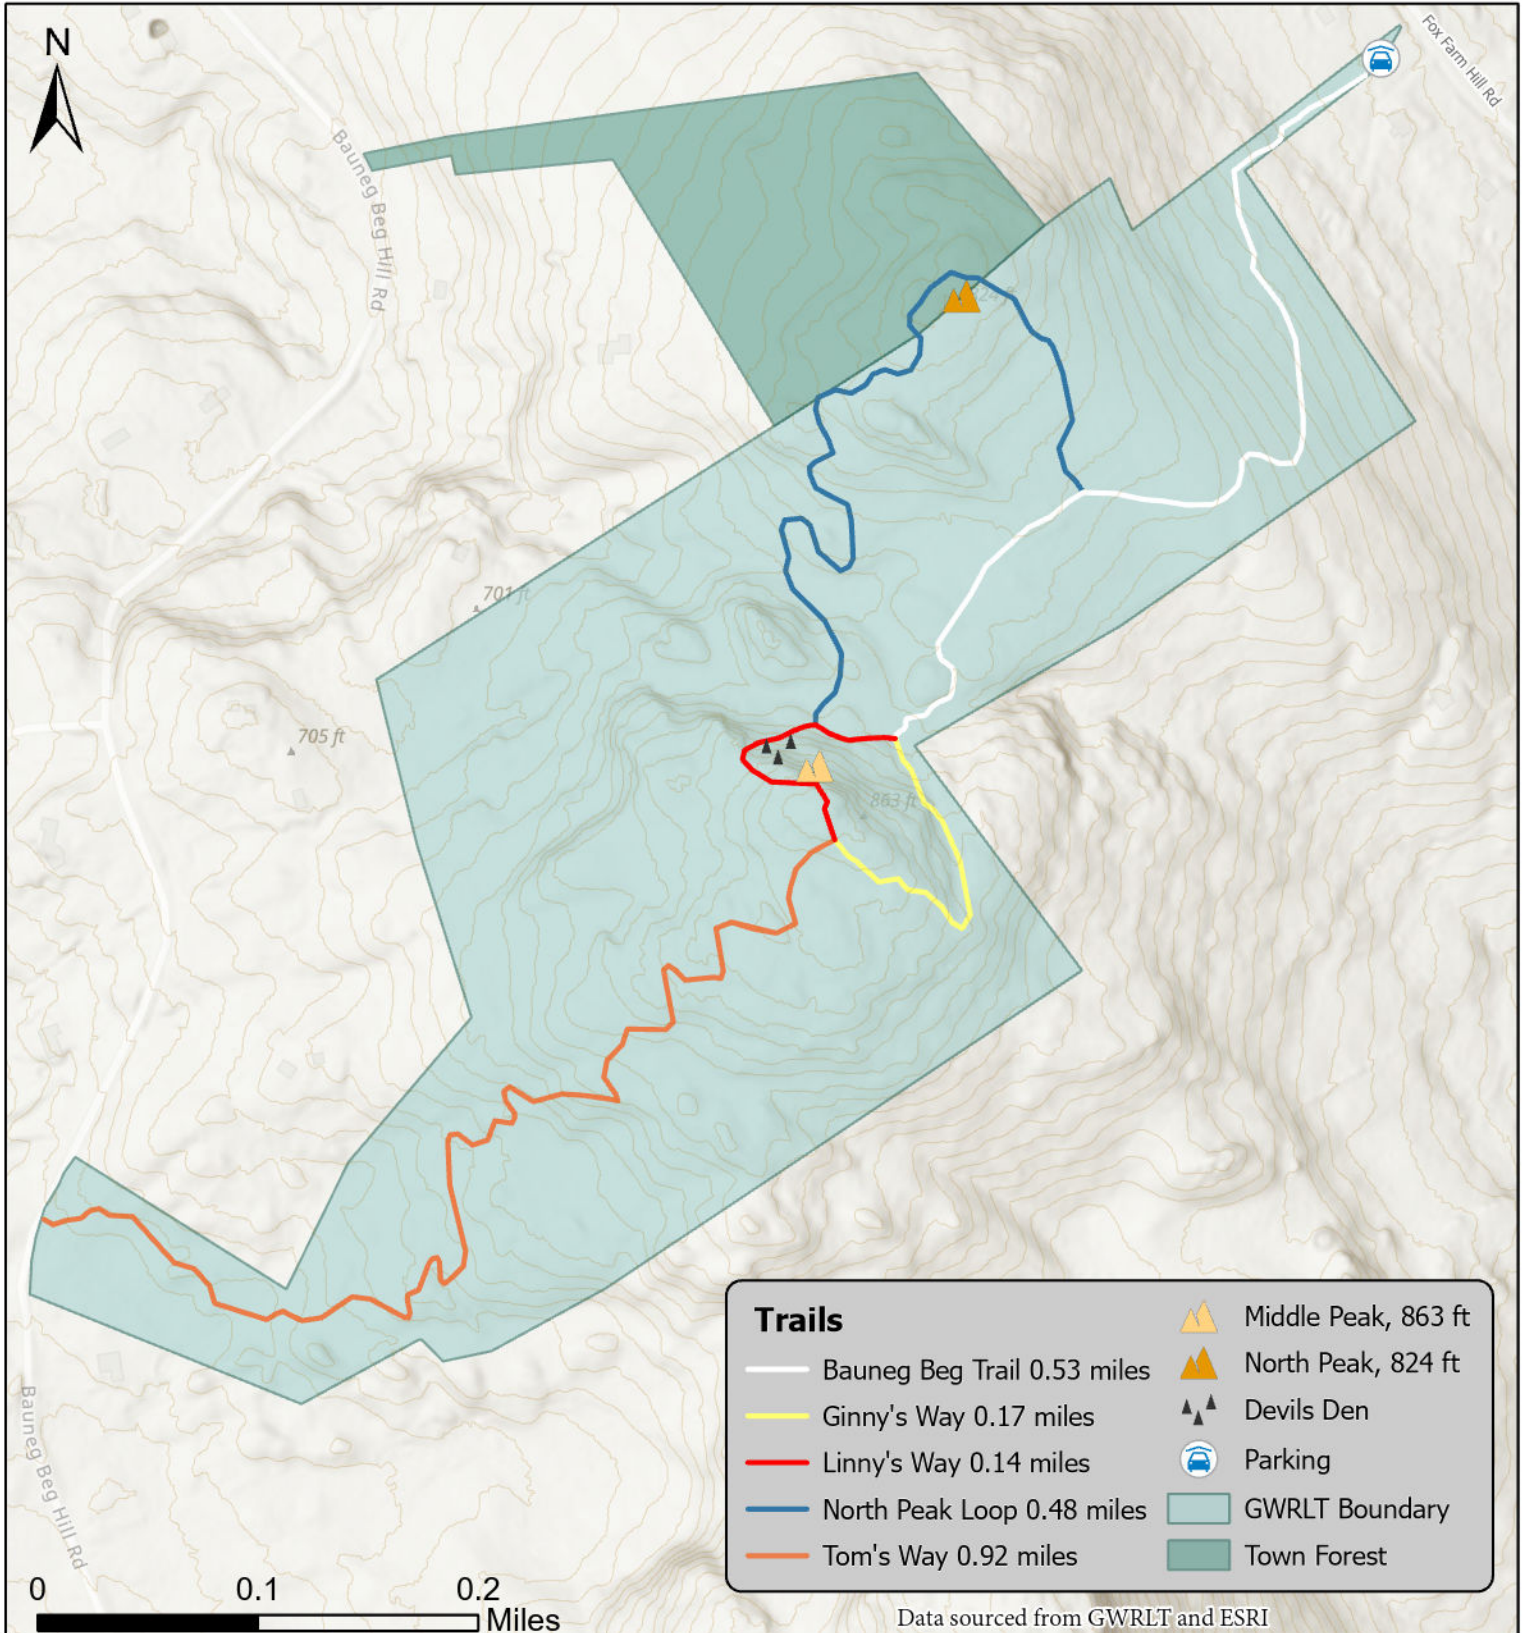 N
Fox Farm Hill Rd
Bauneg Beg Hill Rd
701 ft
705 ft
863 ft
Bauneg Beg Hill Rd
Trails
Bauneg Beg Trail 0.53 miles
Ginny's Way 0.17 miles
Linny's Way 0.14 miles
North Peak Loop 0.48 miles
Tom's Way 0.92 miles
Middle Peak, 863 ft
North Peak, 824 ft
Devils Den
Parking
GWRLT Boundary
Town Forest
0 0.1 0.2
Miles
Data sourced from GWRLT and ESRI